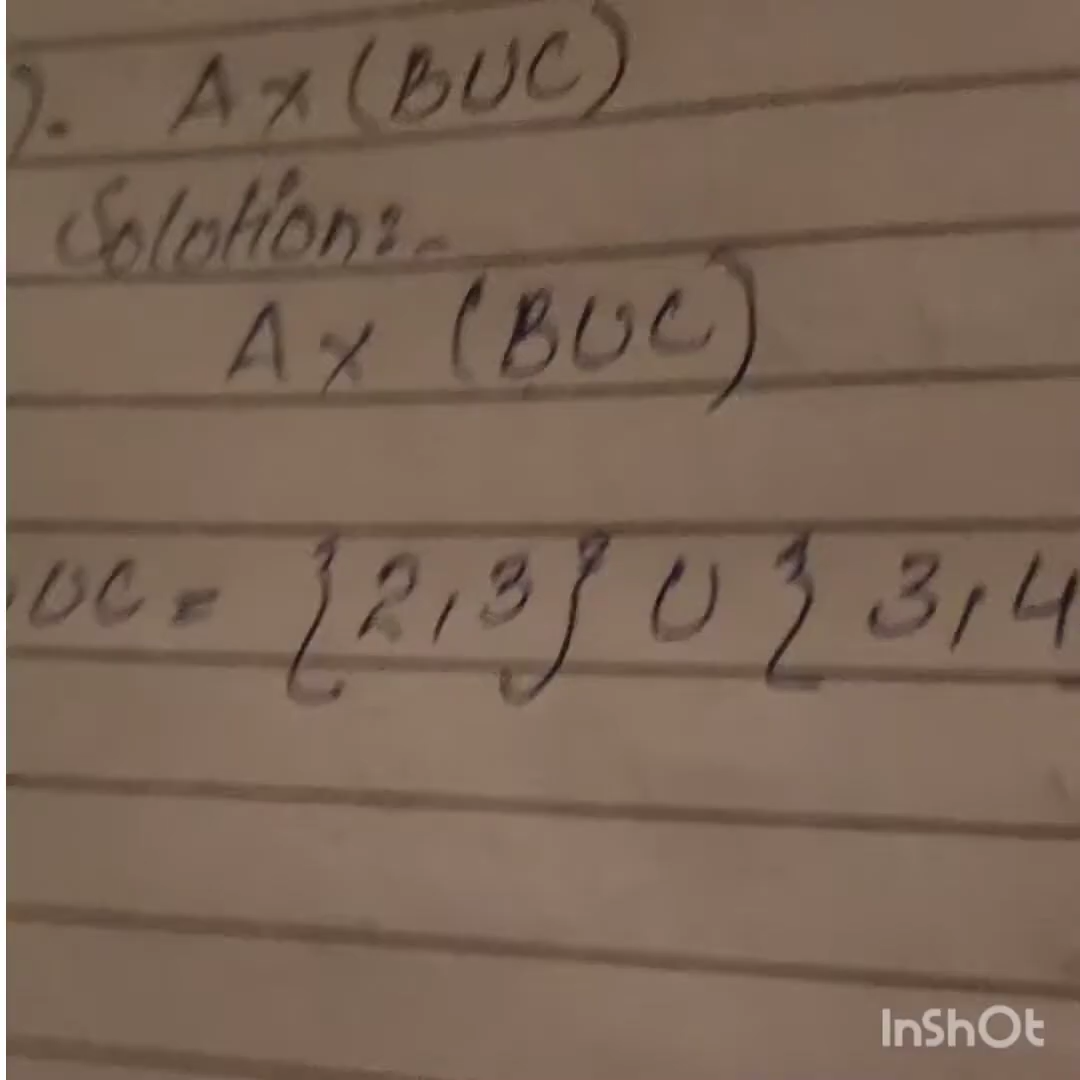 ). A x (BUC)
Solution:-
A x (BUC)
UC = {2,3} U { 3,4
InShOt